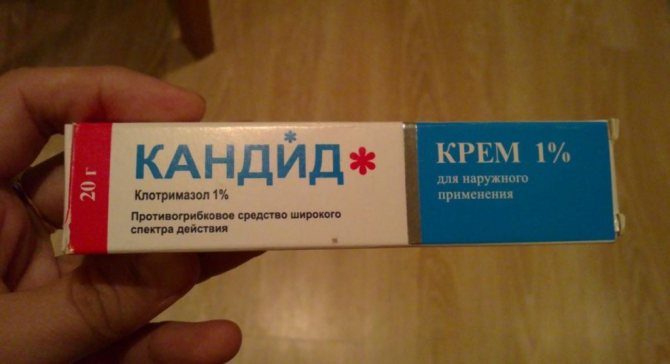 20 г
КАНДИД
Клотримазол 1%
Противогрибковое средство широкого
спектра действия
КРЕМ 1%
для наружного
применения